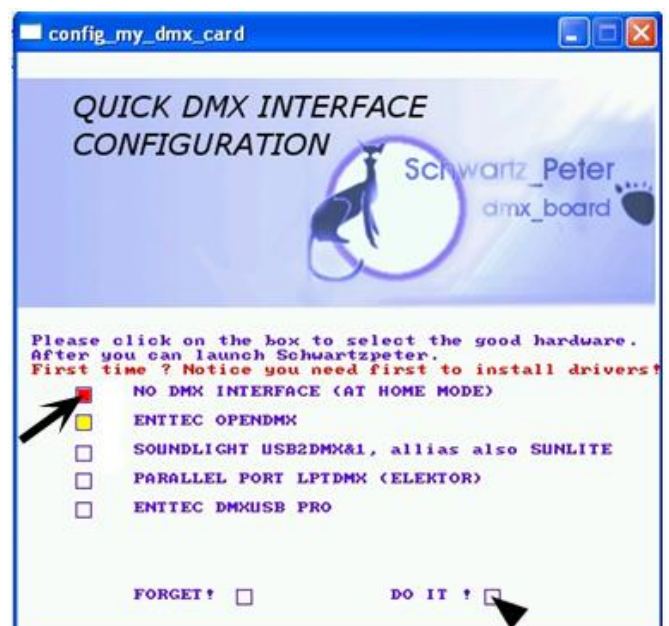 config_my_dmx_card
QUICK DMX INTERFACE
CONFIGURATION
Schwartz_Peter
dmx_board
Please click on the box to select the good hardware.
After you can launch Schwartzpeter.
First time ? Notice you need first to install drivers!
NO DMX INTERFACE (AT HOME MODE)
ENTTEC OPENDMX
SOUNDLIGHT USB2DMX&1, allias also SUNLITE
PARALLEL PORT LPTDMX (ELEKTOR)
ENTTEC DMXUSB PRO
FORGET! DO IT !